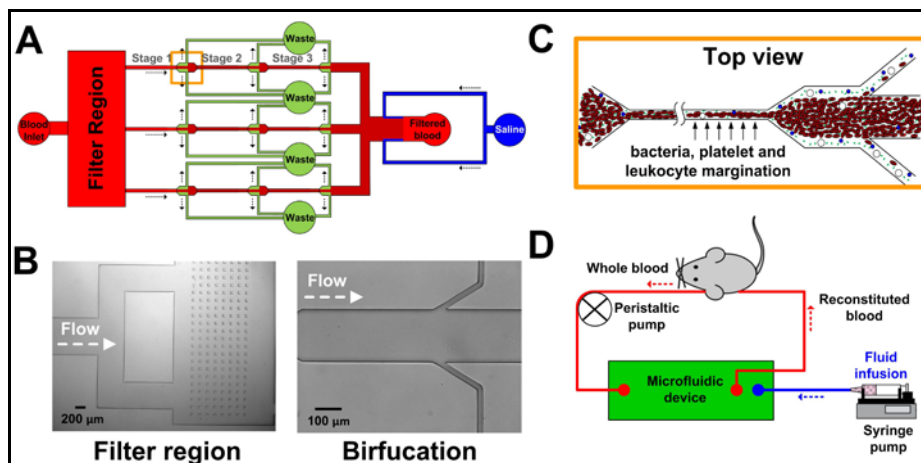 A
Waste
Stage 1
Stage 2
Stage 3
Blood
Inlet
Filter Region
Waste
Filtered
blood
Saline
Waste
Waste
B
Flow
Flow
200 µm
Filter region
Flow
100 µm
Birfucation
C
Top view
bacteria, platelet and
leukocyte margination
D
Whole blood
Peristaltic
pump
Reconstituted
blood
Microfluidic
device
Fluid
infusion
Syringe
pump